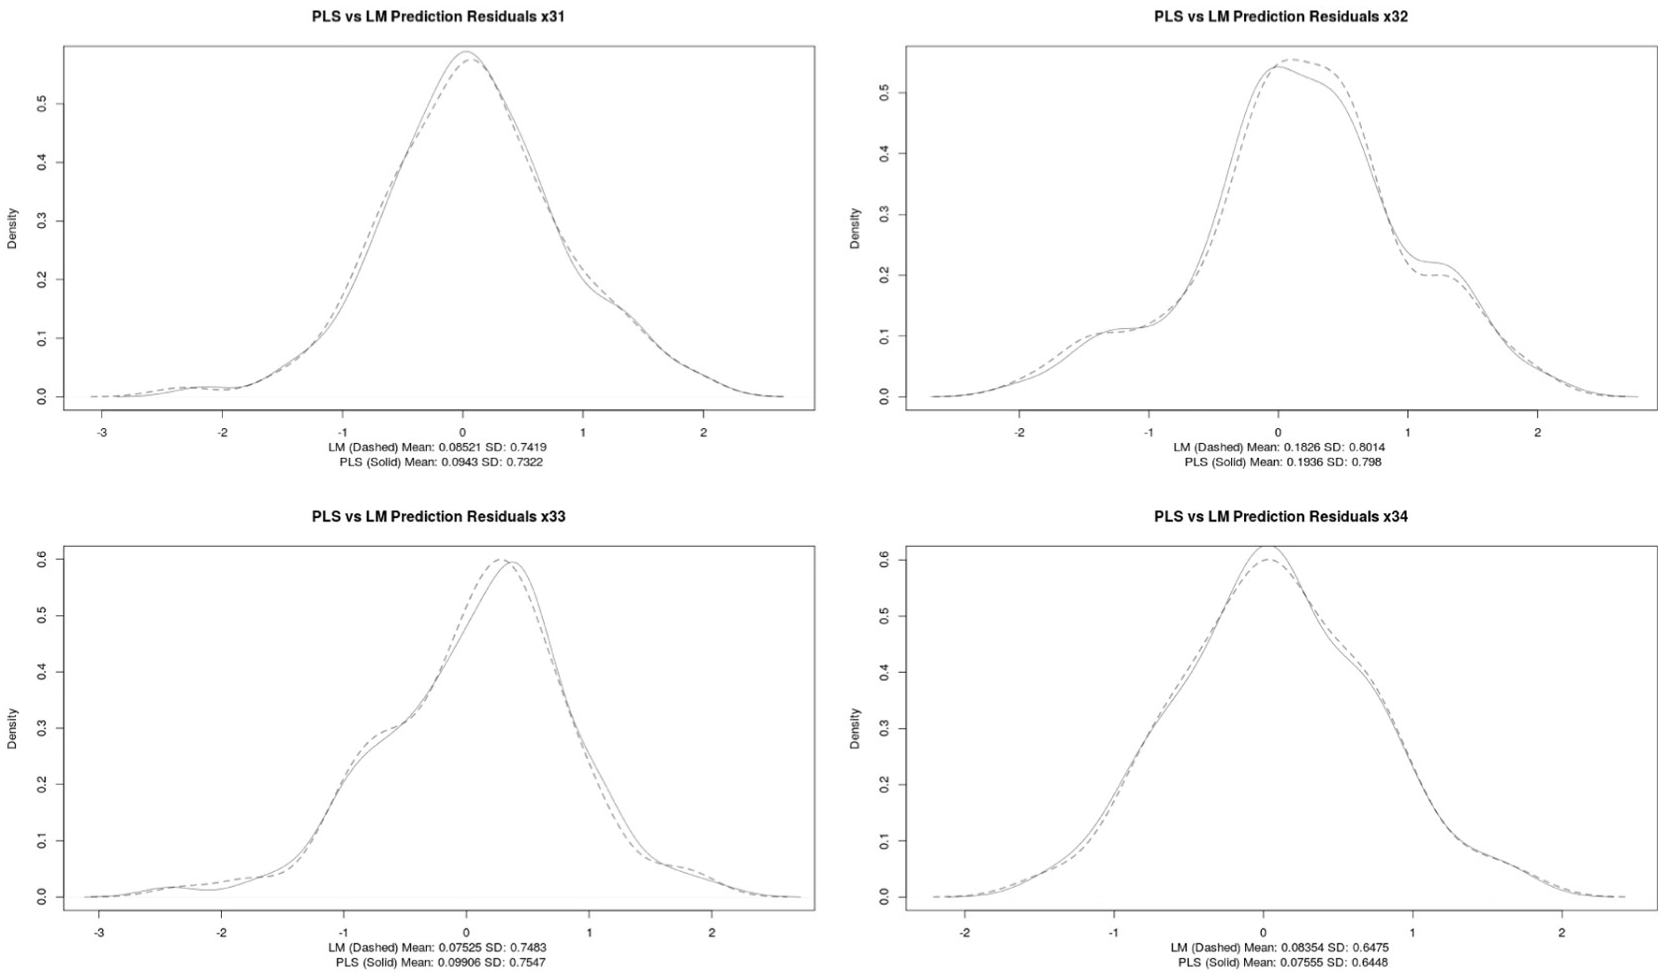 PLS vs LM Prediction Residuals x31
Density
0.0 0.1 0.2 0.3 0.4 0.5
-3 -2 -1 0 1 2
LM (Dashed) Mean: 0.08521 SD: 0.7419
PLS (Solid) Mean: 0.0943 SD: 0.7322
PLS vs LM Prediction Residuals x32
Density
0.0 0.1 0.2 0.3 0.4 0.5
-2 -1 0 1 2
LM (Dashed) Mean: 0.1826 SD: 0.8014
PLS (Solid) Mean: 0.1936 SD: 0.798
PLS vs LM Prediction Residuals x33
Density
0.0 0.1 0.2 0.3 0.4 0.5 0.6
-3 -2 -1 0 1 2
LM (Dashed) Mean: 0.07525 SD: 0.7483
PLS (Solid) Mean: 0.09906 SD: 0.7547
PLS vs LM Prediction Residuals x34
Density
0.0 0.1 0.2 0.3 0.4 0.5 0.6
-2 -1 0 1 2
LM (Dashed) Mean: 0.08354 SD: 0.6475
PLS (Solid) Mean: 0.07555 SD: 0.6448